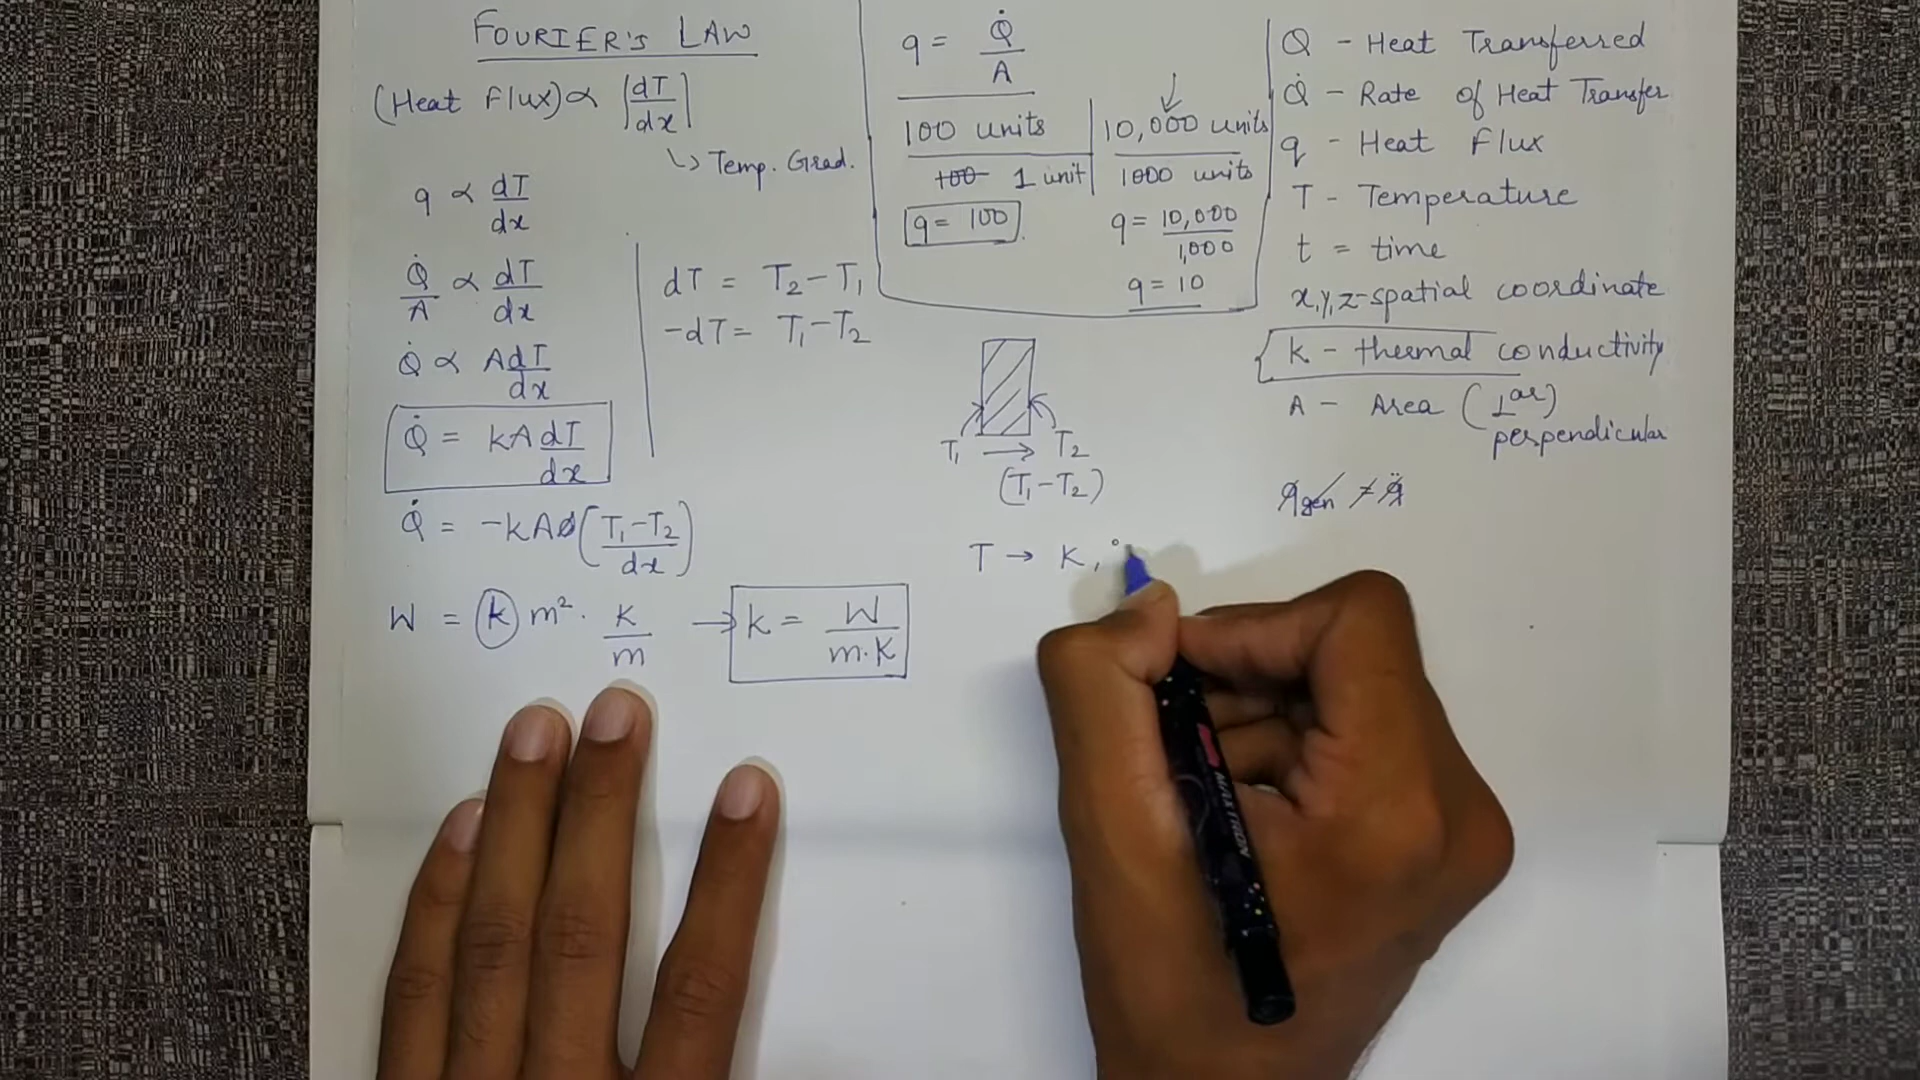 FOURIER'S LAW
(Heat Flux) ∝ |dT/dx|
↳ Temp. Grad.
q ∝ dT/dx
Q̇/A ∝ dT/dx
Q̇ ∝ A dT/dx
Q̇ = kA dT/dx
Q̇ = -kA (T₁-T₂/dx)
W = k m² · K/m → k = W/m·K
dT = T₂-T₁
-dT = T₁-T₂
q = Q̇/A
100 units
100 1 unit
q = 100
10,000 units
1000 units
q = 10,000/1,000
q = 10
T₁ → T₂
(T₁-T₂)
T → K, °
Q - Heat Transferred
Q̇ - Rate of Heat Transfer
q - Heat Flux
T - Temperature
t = time
x,y,z-spatial coordinate
k - thermal conductivity
A - Area (⊥ar)
perpendicular
MAXTRON